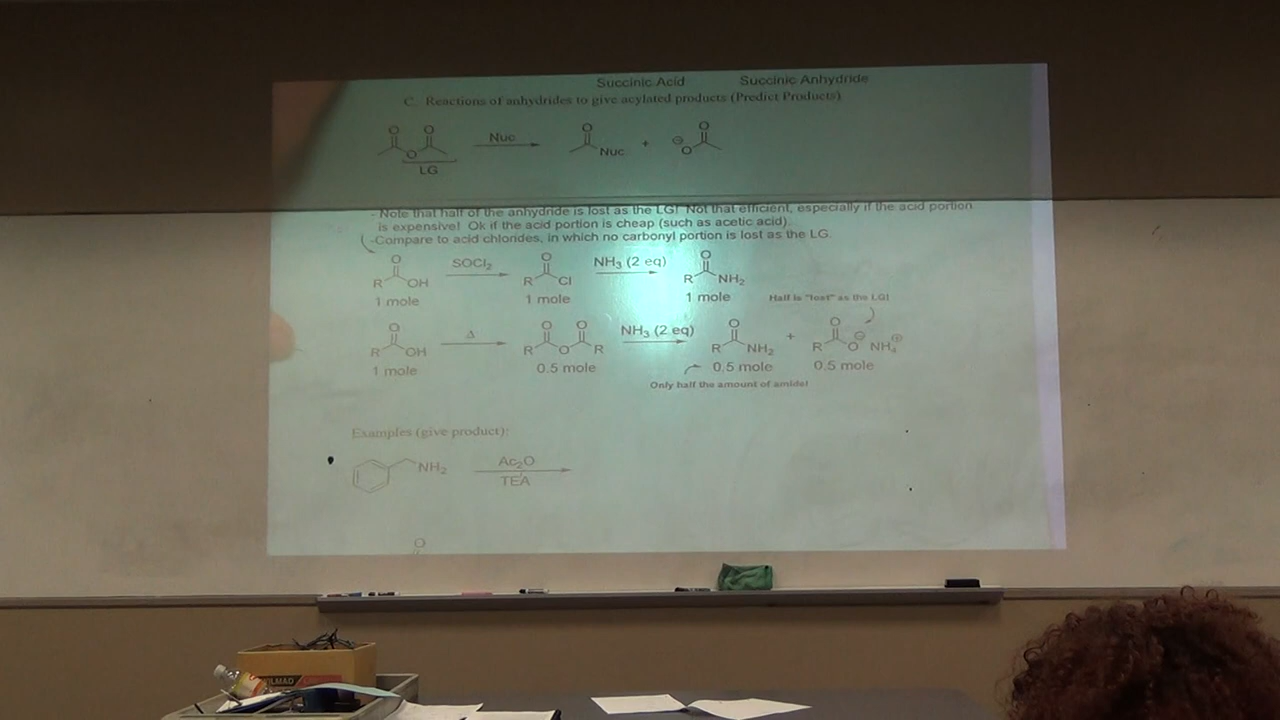 Succinic Acid Succinic Anhydride
C. Reactions of anhydrides to give acylated products (Predict Products)
O O Nuc O Nuc + ⊖ O O
O
LG
- Note that half of the anhydride is lost as the LG! Not that efficient, especially if the acid portion
is expensive! Ok if the acid portion is cheap (such as acetic acid).
-Compare to acid chlorides, in which no carbonyl portion is lost as the LG.
O R OH SOCl2 O R Cl NH3 (2 eq) O R NH2
1 mole 1 mole 1 mole Half is "lost" as the LG!
O R OH Δ O O R O R NH3 (2 eq) O R NH2 + O R O⊖ NH4⊕
1 mole 0.5 mole 0.5 mole 0.5 mole
Only half the amount of amide!
Examples (give product):
NH2 Ac2O
TEA
O
WILMAD